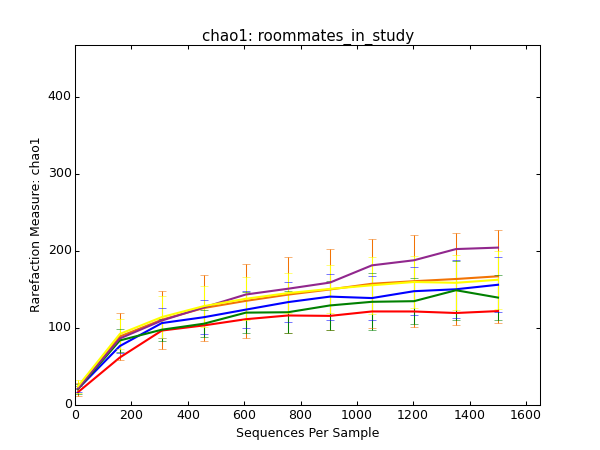 chao1: roommates_in_study
Rarefaction Measure: chao1
400
300
200
100
0
0 200 400 600 800 1000 1200 1400 1600
Sequences Per Sample